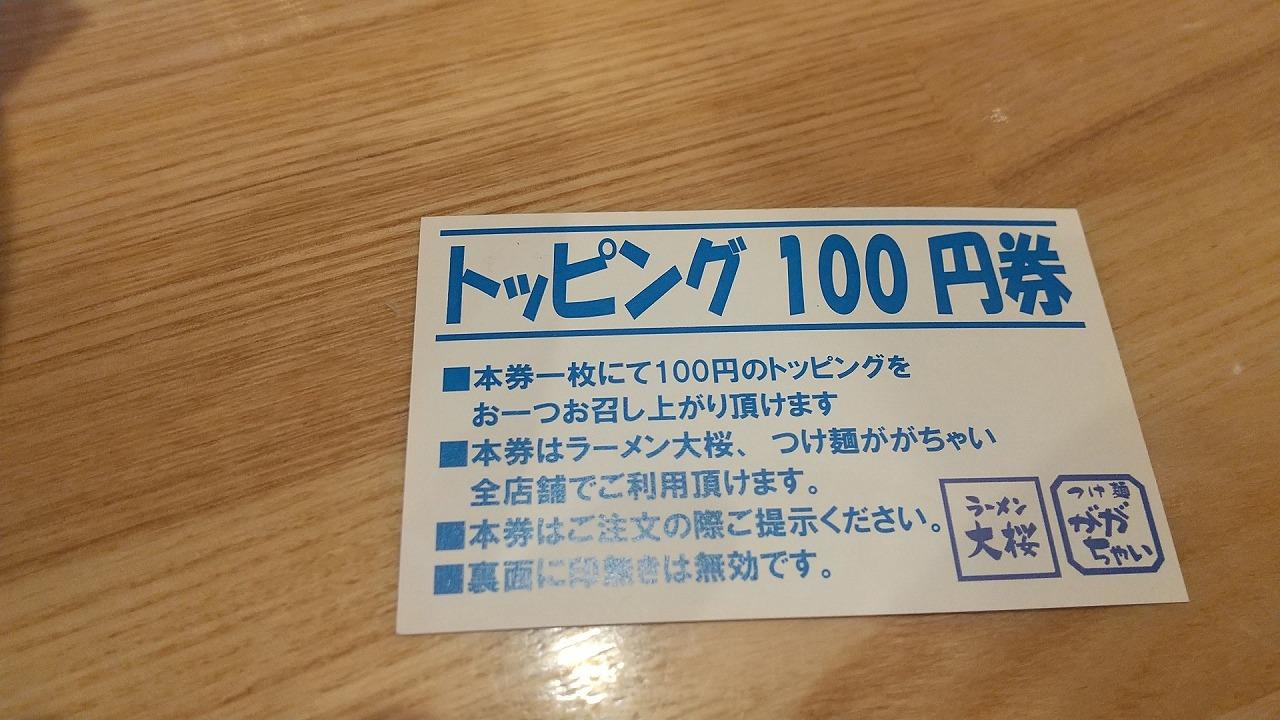 トッピング 100 円券
■本券一枚にて100円のトッピングを
お一つお召し上がり頂けます
■本券はラーメン大桜、つけ麺ががちゃい
全店舗でご利用頂けます。
■本券はご注文の際ご提示ください。
■裏面に印無きは無効です。
ラーメン
大桜
つけ麺
がが
ちゃい